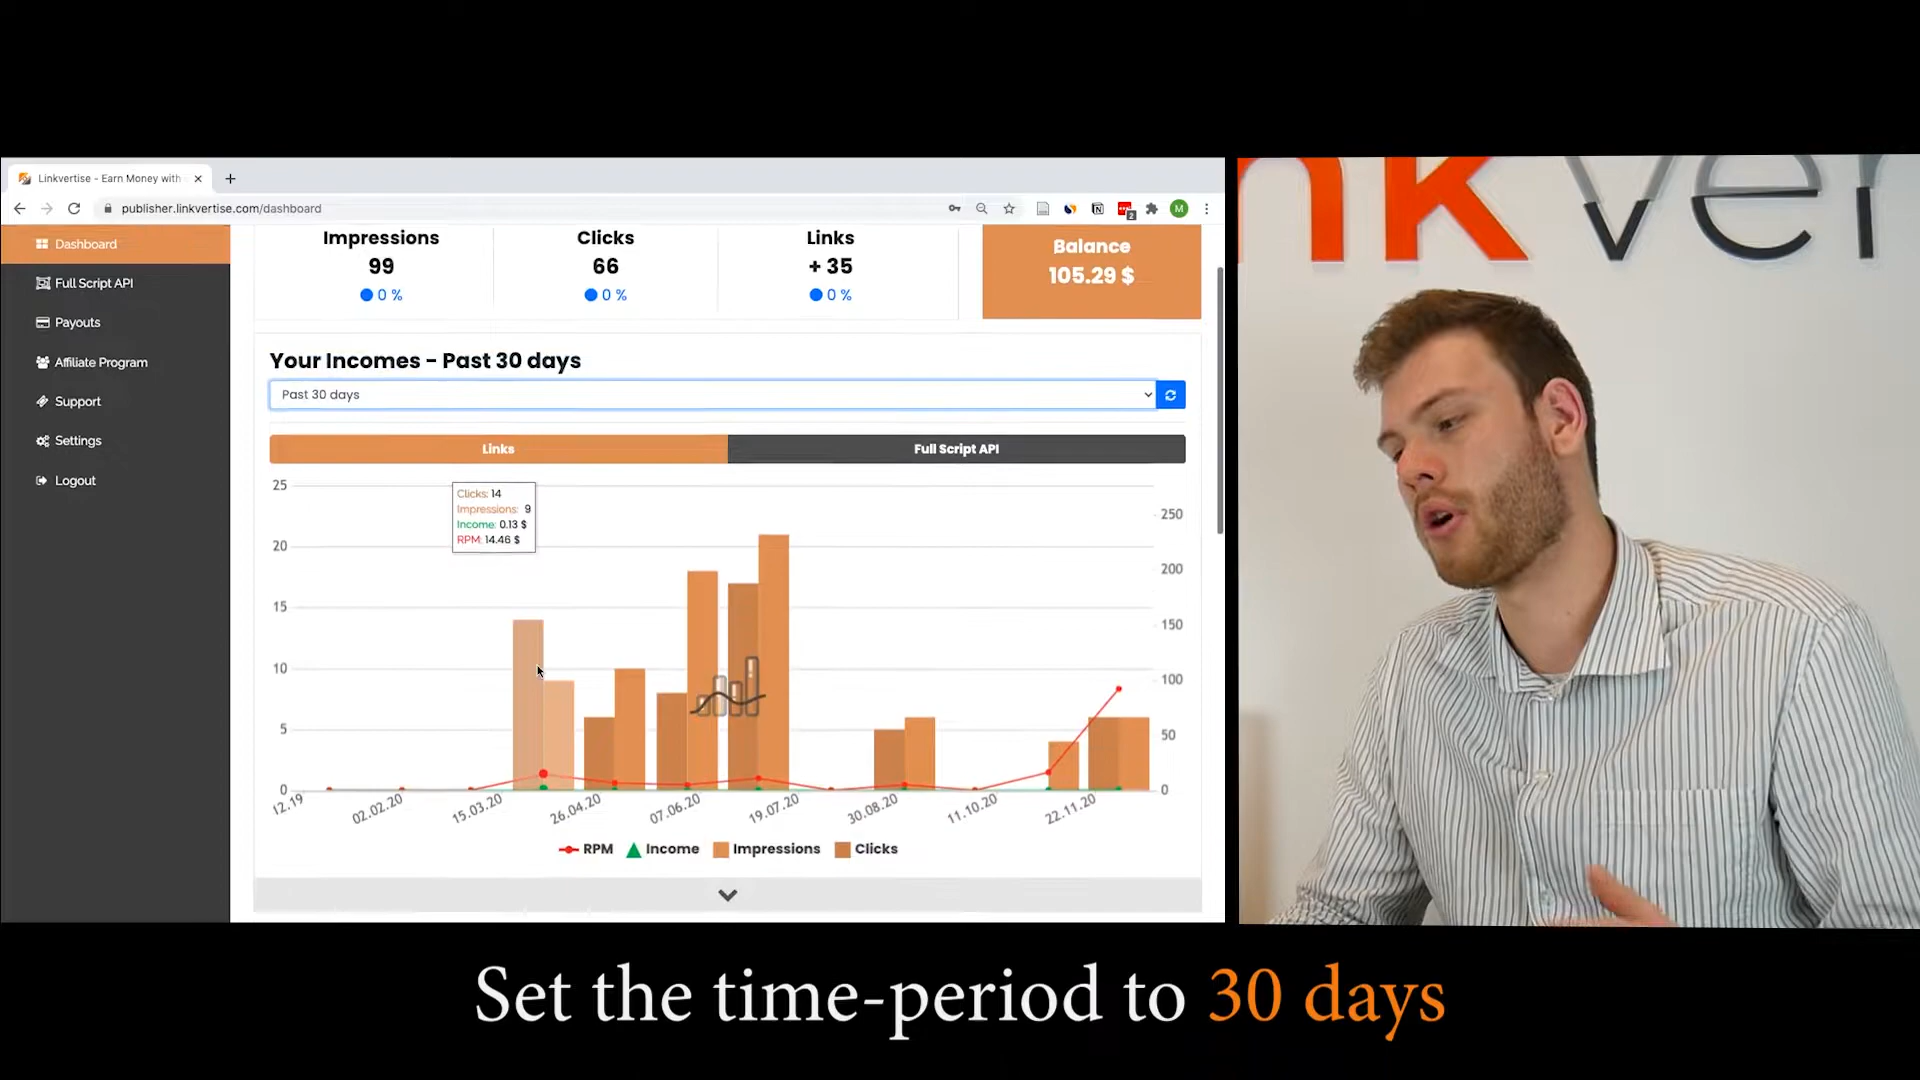 Linkvertise - Earn Money with
publisher.linkvertise.com/dashboard
2
M
nkver
Dashboard
Full Script API
Payouts
Affiliate Program
Support
Settings
Logout
Impressions
99
0 %
Clicks
66
0 %
Links
+ 35
0 %
Balance
105.29 $
Your Incomes - Past 30 days
Past 30 days
Links
Full Script API
Clicks: 14
Impressions: 9
Income: 0.13 $
RPM: 14.46 $
25
20
15
10
5
0
250
200
150
100
50
0
12.19
02.02.20
15.03.20
26.04.20
07.06.20
19.07.20
30.08.20
11.10.20
22.11.20
RPM Income Impressions Clicks
Set the time-period to 30 days